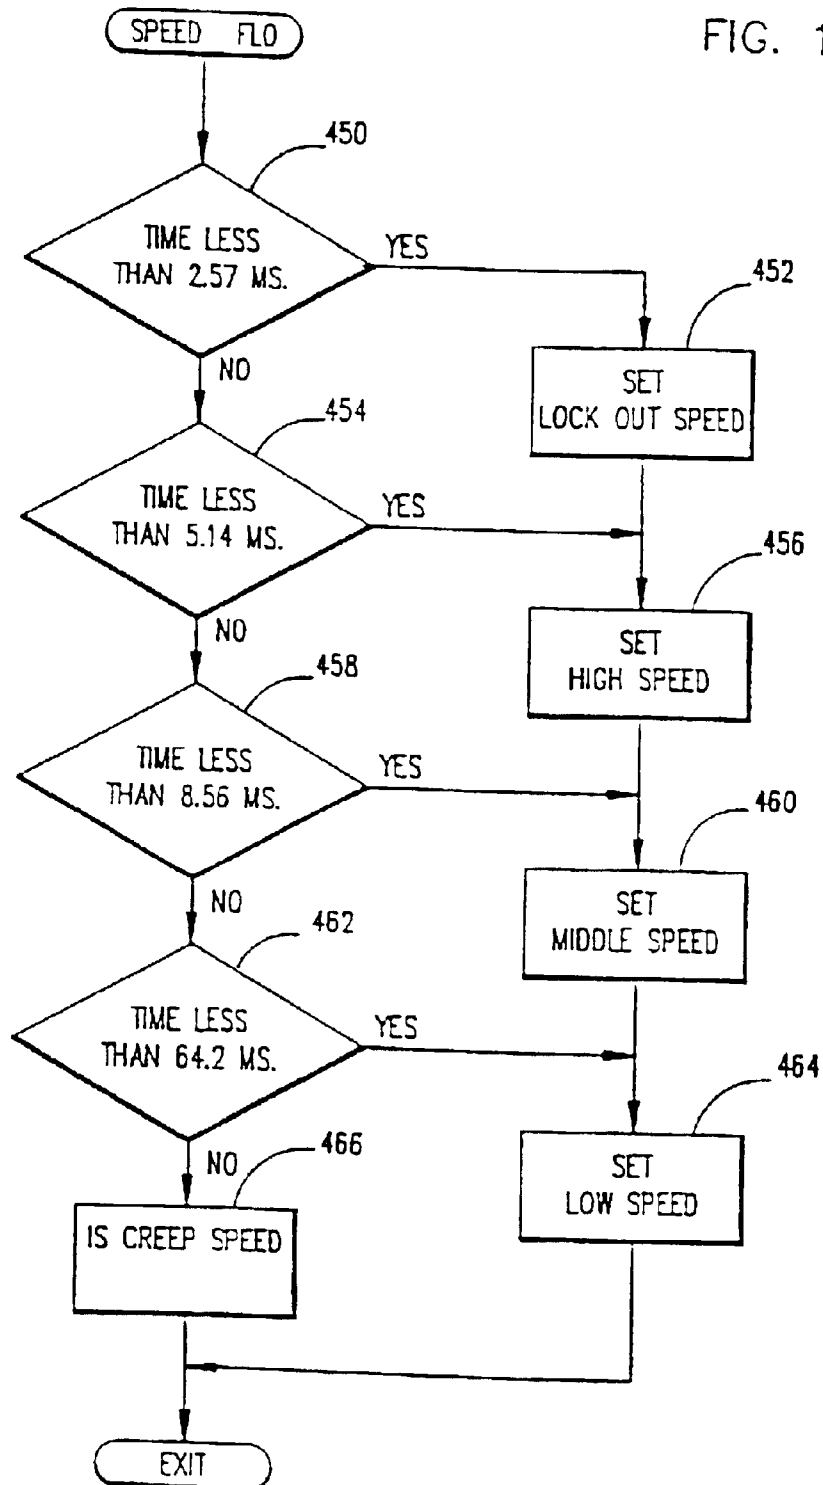 SPEED FLO
FIG. 1
450
TIME LESS
THAN 2.57 MS.
YES
NO
452
SET
LOCK OUT SPEED
454
TIME LESS
THAN 5.14 MS.
YES
NO
456
SET
HIGH SPEED
458
TIME LESS
THAN 8.56 MS.
YES
NO
460
SET
MIDDLE SPEED
462
TIME LESS
THAN 64.2 MS.
YES
NO
464
SET
LOW SPEED
466
IS CREEP SPEED
EXIT